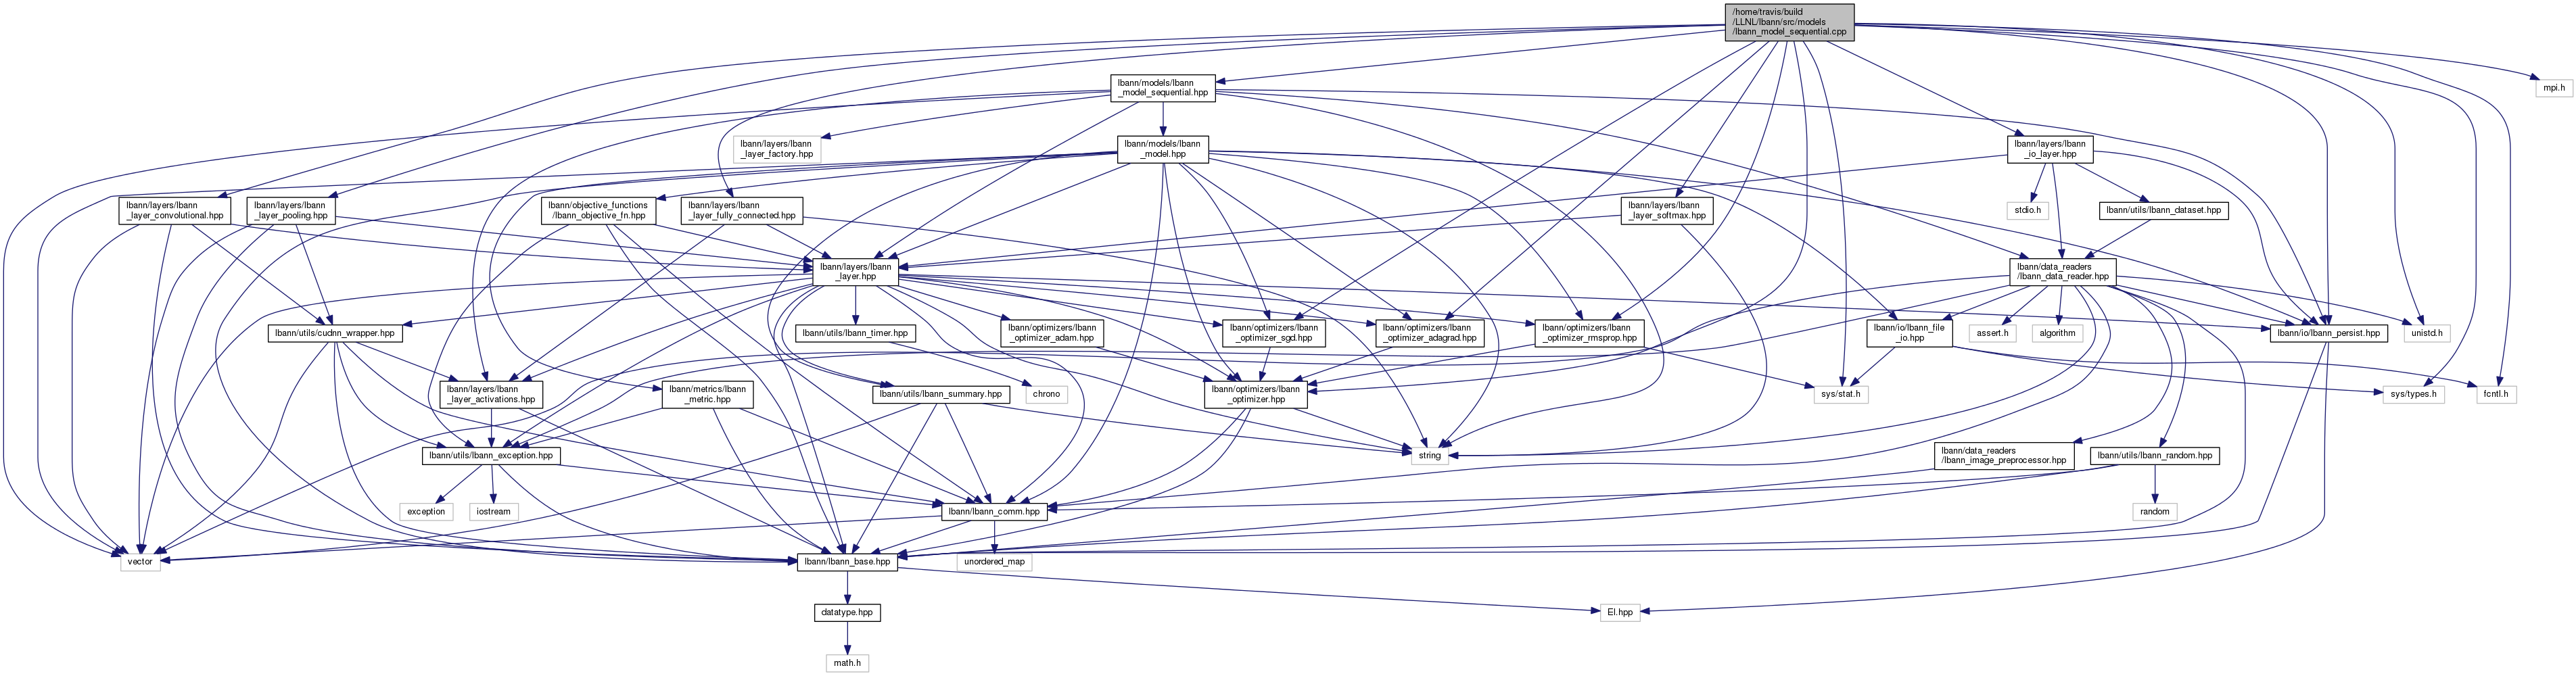 /home/travis/build
/LLNL/lbann/src/models
/lbann_model_sequential.cpp
lbann/models/lbann
_model_sequential.hpp
mpi.h
lbann/layers/lbann
_layer_factory.hpp
lbann/models/lbann
_model.hpp
lbann/layers/lbann
_io_layer.hpp
lbann/layers/lbann
_layer_convolutional.hpp
lbann/layers/lbann
_layer_pooling.hpp
lbann/objective_functions
/lbann_objective_fn.hpp
lbann/layers/lbann
_layer_fully_connected.hpp
lbann/layers/lbann
_layer_softmax.hpp
stdio.h
lbann/utils/lbann_dataset.hpp
lbann/layers/lbann
_layer.hpp
lbann/data_readers
/lbann_data_reader.hpp
lbann/utils/cudnn_wrapper.hpp
lbann/utils/lbann_timer.hpp
lbann/optimizers/lbann
_optimizer_adam.hpp
lbann/optimizers/lbann
_optimizer_sgd.hpp
lbann/optimizers/lbann
_optimizer_adagrad.hpp
lbann/optimizers/lbann
_optimizer_rmsprop.hpp
lbann/io/lbann_file
_io.hpp
assert.h
algorithm
lbann/io/lbann_persist.hpp
unistd.h
lbann/layers/lbann
_layer_activations.hpp
lbann/metrics/lbann
_metric.hpp
lbann/utils/lbann_summary.hpp
chrono
lbann/optimizers/lbann
_optimizer.hpp
sys/stat.h
sys/types.h
fcntl.h
lbann/utils/lbann_exception.hpp
string
lbann/data_readers
/lbann_image_preprocessor.hpp
lbann/utils/lbann_random.hpp
exception
iostream
lbann/lbann_comm.hpp
random
vector
lbann/lbann_base.hpp
unordered_map
datatype.hpp
El.hpp
math.h